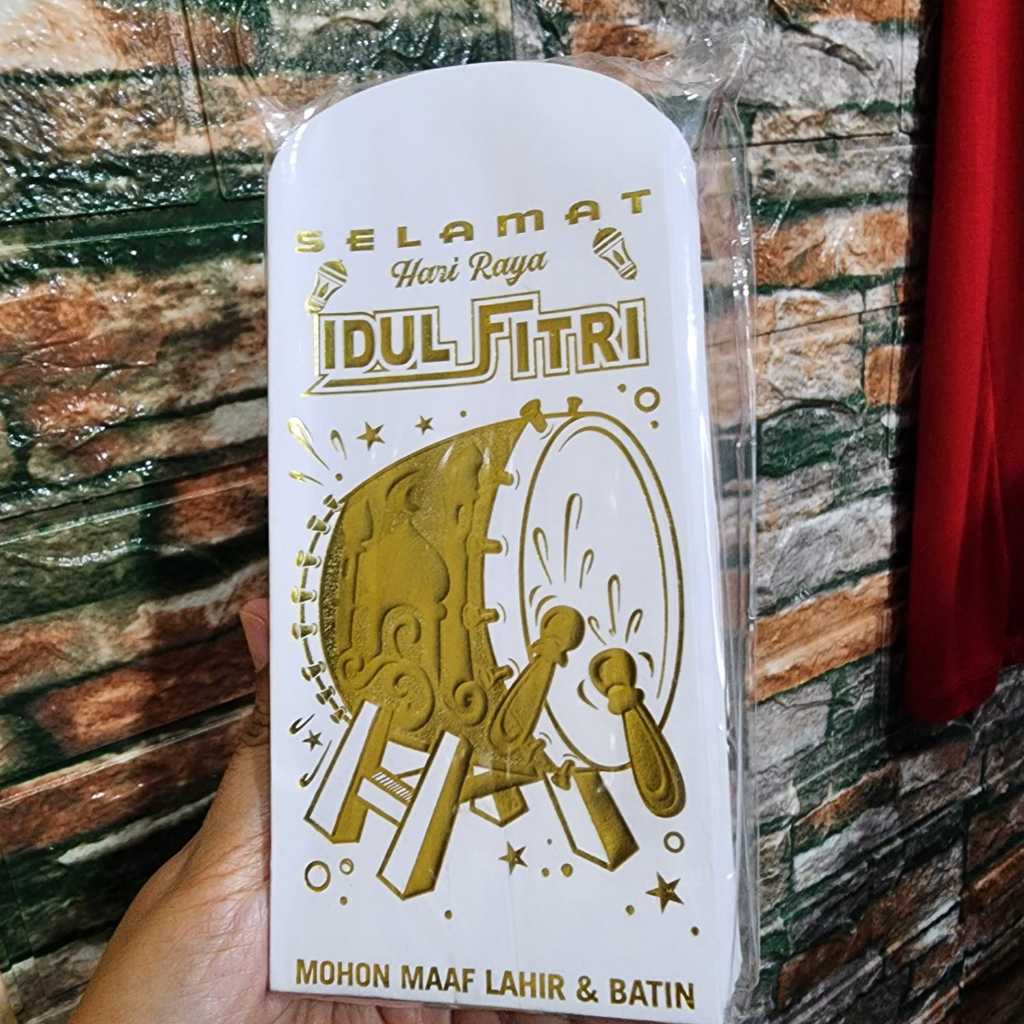 SELAMAT
Hari Raya
IDUL FITRI
MOHON MAAF LAHIR & BATIN